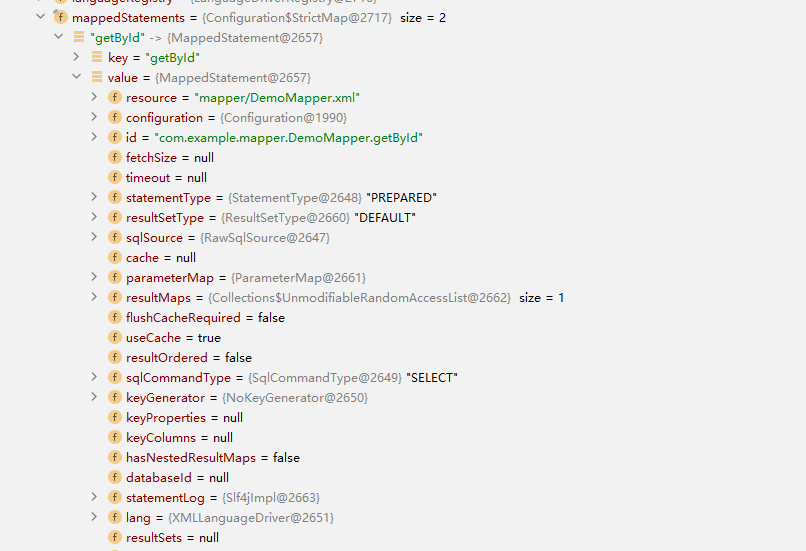 mappedStatements = {Configuration$StrictMap@2717} size = 2
"getById" -> {MappedStatement@2657}
key = "getById"
value = {MappedStatement@2657}
f resource = "mapper/DemoMapper.xml"
f configuration = {Configuration@1990}
f id = "com.example.mapper.DemoMapper.getById"
f fetchSize = null
f timeout = null
f statementType = {StatementType@2648} "PREPARED"
f resultSetType = {ResultSetType@2660} "DEFAULT"
f sqlSource = {RawSqlSource@2647}
f cache = null
f parameterMap = {ParameterMap@2661}
f resultMaps = {Collections$UnmodifiableRandomAccessList@2662} size = 1
f flushCacheRequired = false
f useCache = true
f resultOrdered = false
f sqlCommandType = {SqlCommandType@2649} "SELECT"
f keyGenerator = {NoKeyGenerator@2650}
f keyProperties = null
f keyColumns = null
f hasNestedResultMaps = false
f databaseId = null
f statementLog = {Slf4jImpl@2663}
f lang = {XMLLanguageDriver@2651}
f resultSets = null